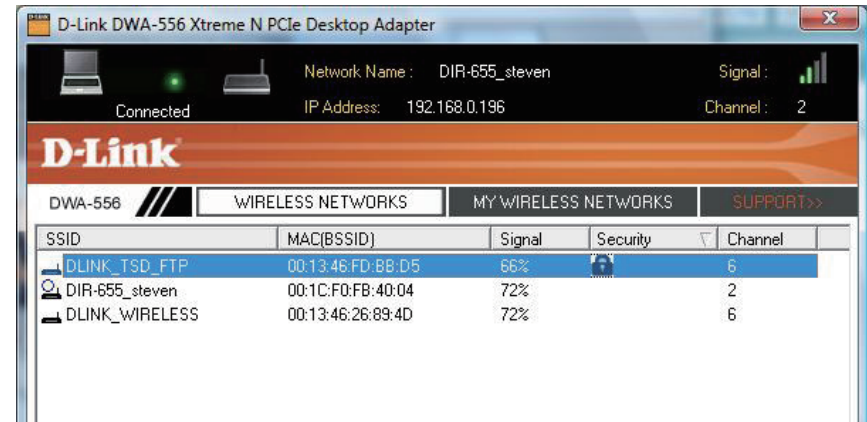 D-Link DWA-556 Xtreme N PCIe Desktop Adapter
Network Name : DIR-655_steven Signal :
Connected IP Address: 192.168.0.196 Channel : 2
D-Link
DWA-556 WIRELESS NETWORKS MY WIRELESS NETWORKS SUPPORT>>
SSID MAC(BSSID) Signal Security Channel
DLINK_TSD_FTP 00:13:46:FD:BB:D5 66% 6
DIR-655_steven 00:1C:F0:FB:40:04 72% 2
DLINK_WIRELESS 00:13:46:26:89:4D 72% 6